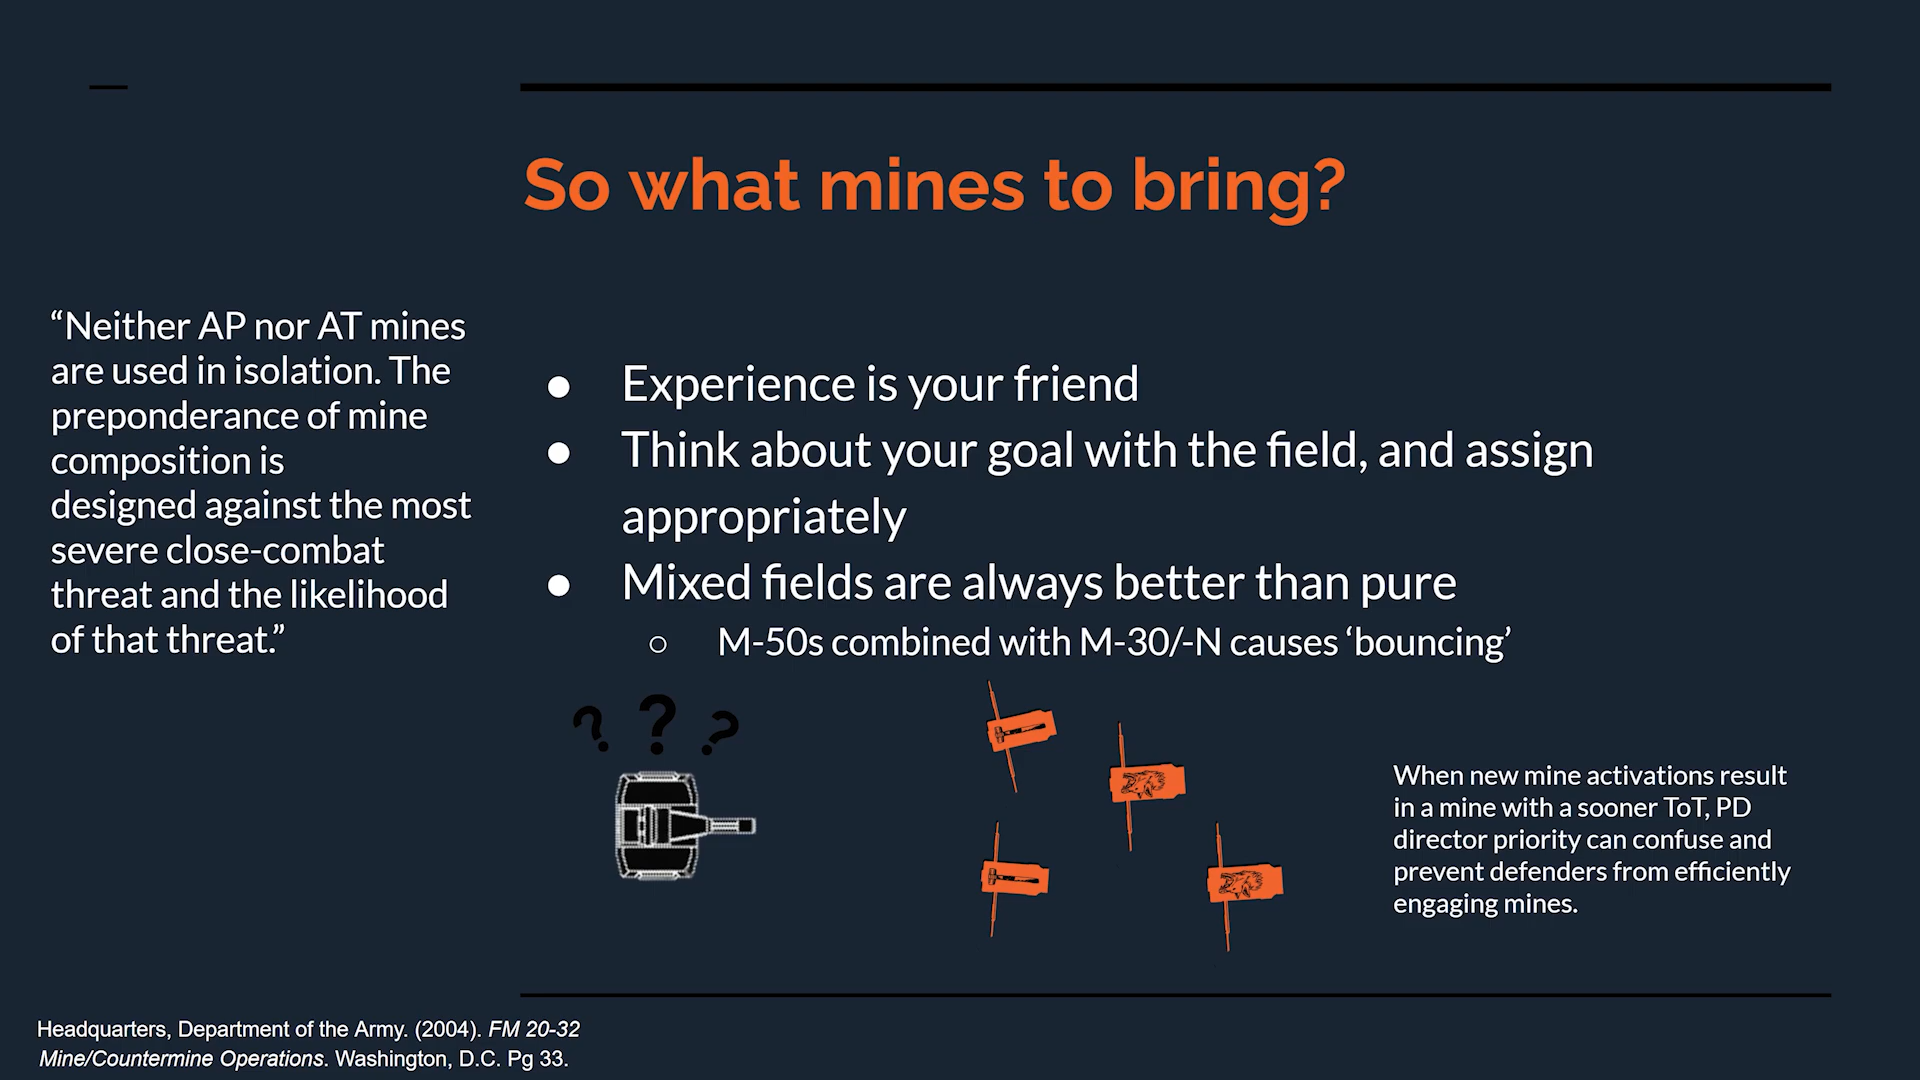 So what mines to bring?
“Neither AP nor AT mines
are used in isolation. The
preponderance of mine
composition is
designed against the most
severe close-combat
threat and the likelihood
of that threat.”
● Experience is your friend
● Think about your goal with the field, and assign
appropriately
● Mixed fields are always better than pure
○ M-50s combined with M-30/-N causes ‘bouncing’
? ? ?
When new mine activations result
in a mine with a sooner ToT, PD
director priority can confuse and
prevent defenders from efficiently
engaging mines.
Headquarters, Department of the Army. (2004). FM 20-32
Mine/Countermine Operations. Washington, D.C. Pg 33.